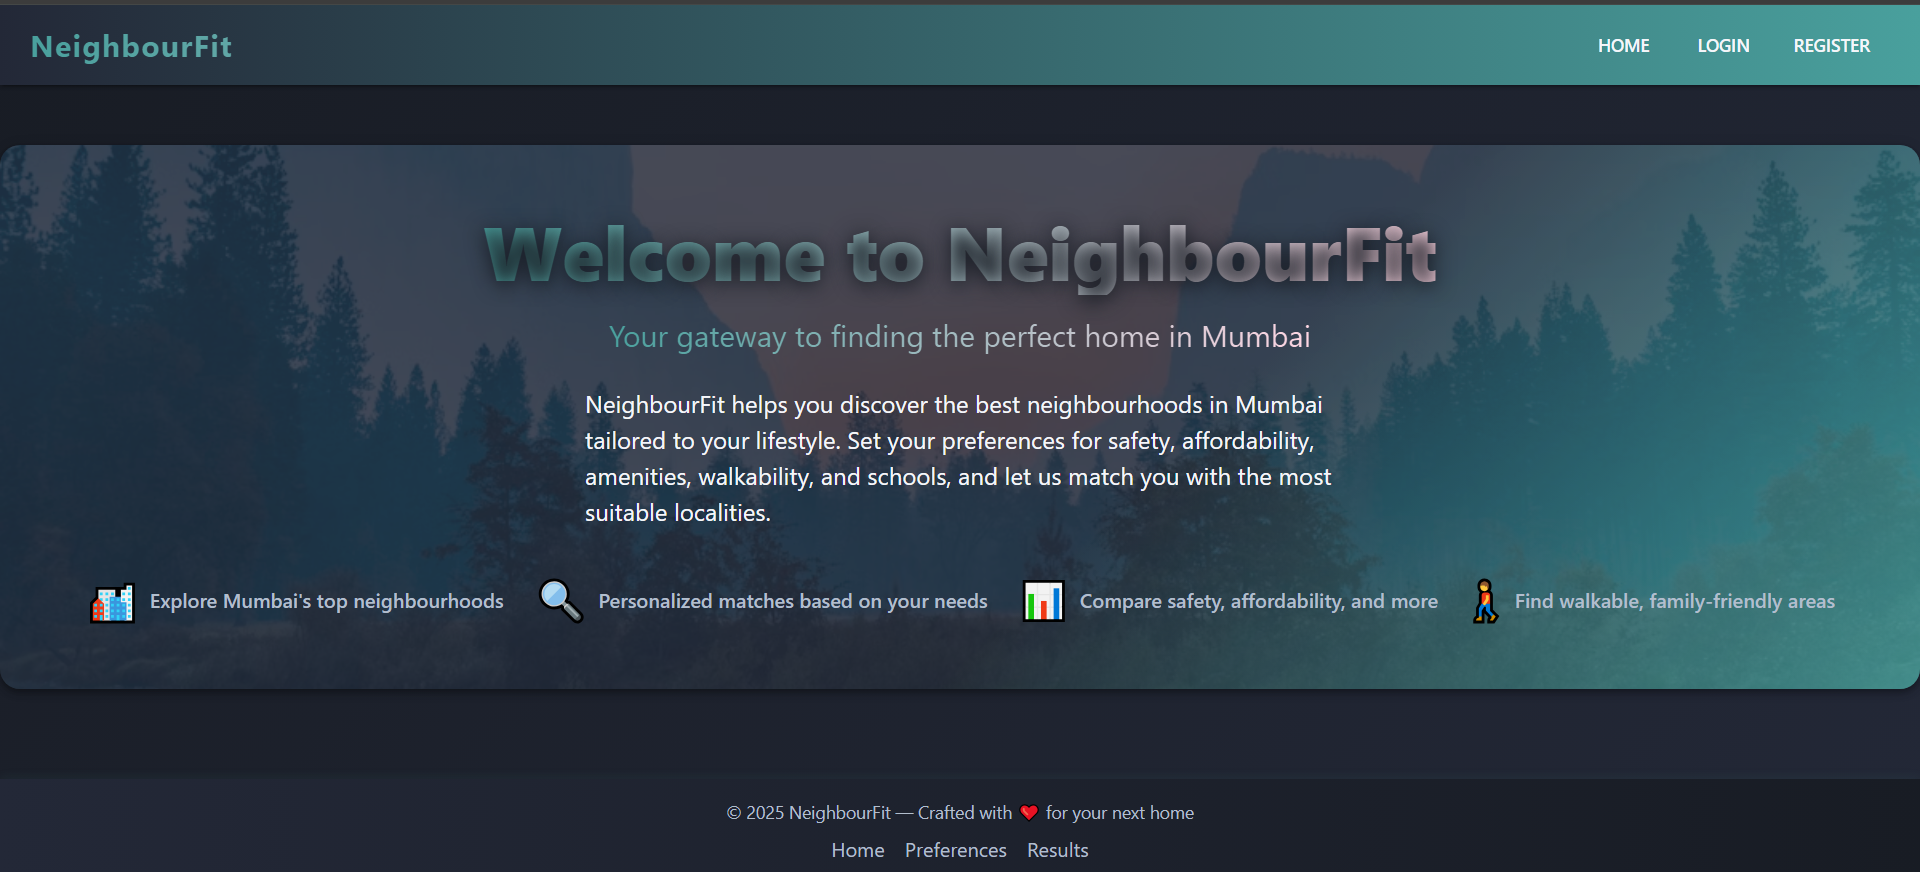 NeighbourFit
HOME LOGIN REGISTER
Welcome to NeighbourFit
Your gateway to finding the perfect home in Mumbai
NeighbourFit helps you discover the best neighbourhoods in Mumbai
tailored to your lifestyle. Set your preferences for safety, affordability,
amenities, walkability, and schools, and let us match you with the most
suitable localities.
Explore Mumbai's top neighbourhoods
Personalized matches based on your needs
Compare safety, affordability, and more
Find walkable, family-friendly areas
© 2025 NeighbourFit — Crafted with ❤️ for your next home
Home Preferences Results